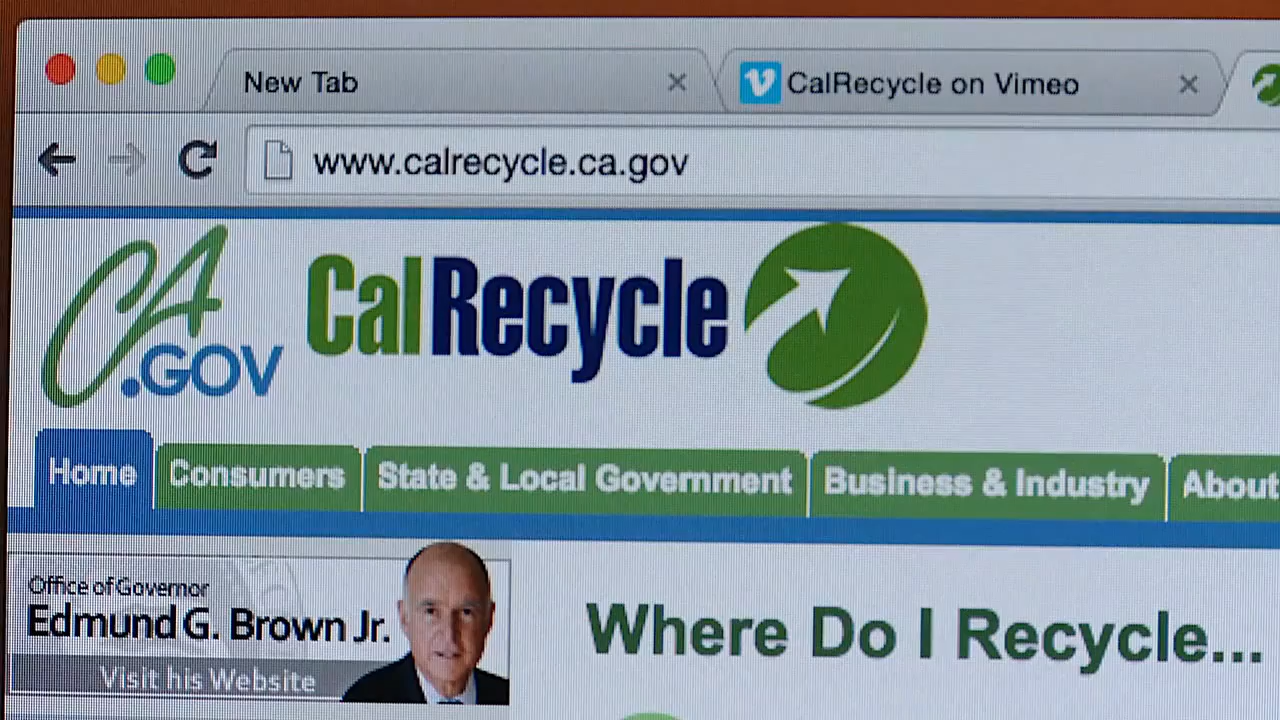 New Tab
CalRecycle on Vimeo
www.calrecycle.ca.gov
CA
.GOV
CalRecycle
Home
Consumers
State & Local Government
Business & Industry
About
Office of Governor
Edmund G. Brown Jr.
Visit his Website
Where Do I Recycle...